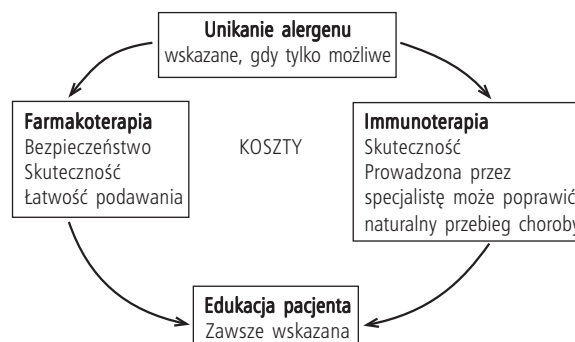 Unikanie alergenu
wskazane, gdy tylko możliwe
Farmakoterapia
Bezpieczeństwo
Skuteczność
Łatwość podawania
KOSZTY
Immunoterapia
Skuteczność
Prowadzona przez
specjalistę może poprawić
naturalny przebieg choroby
Edukacja pacjenta
Zawsze wskazana